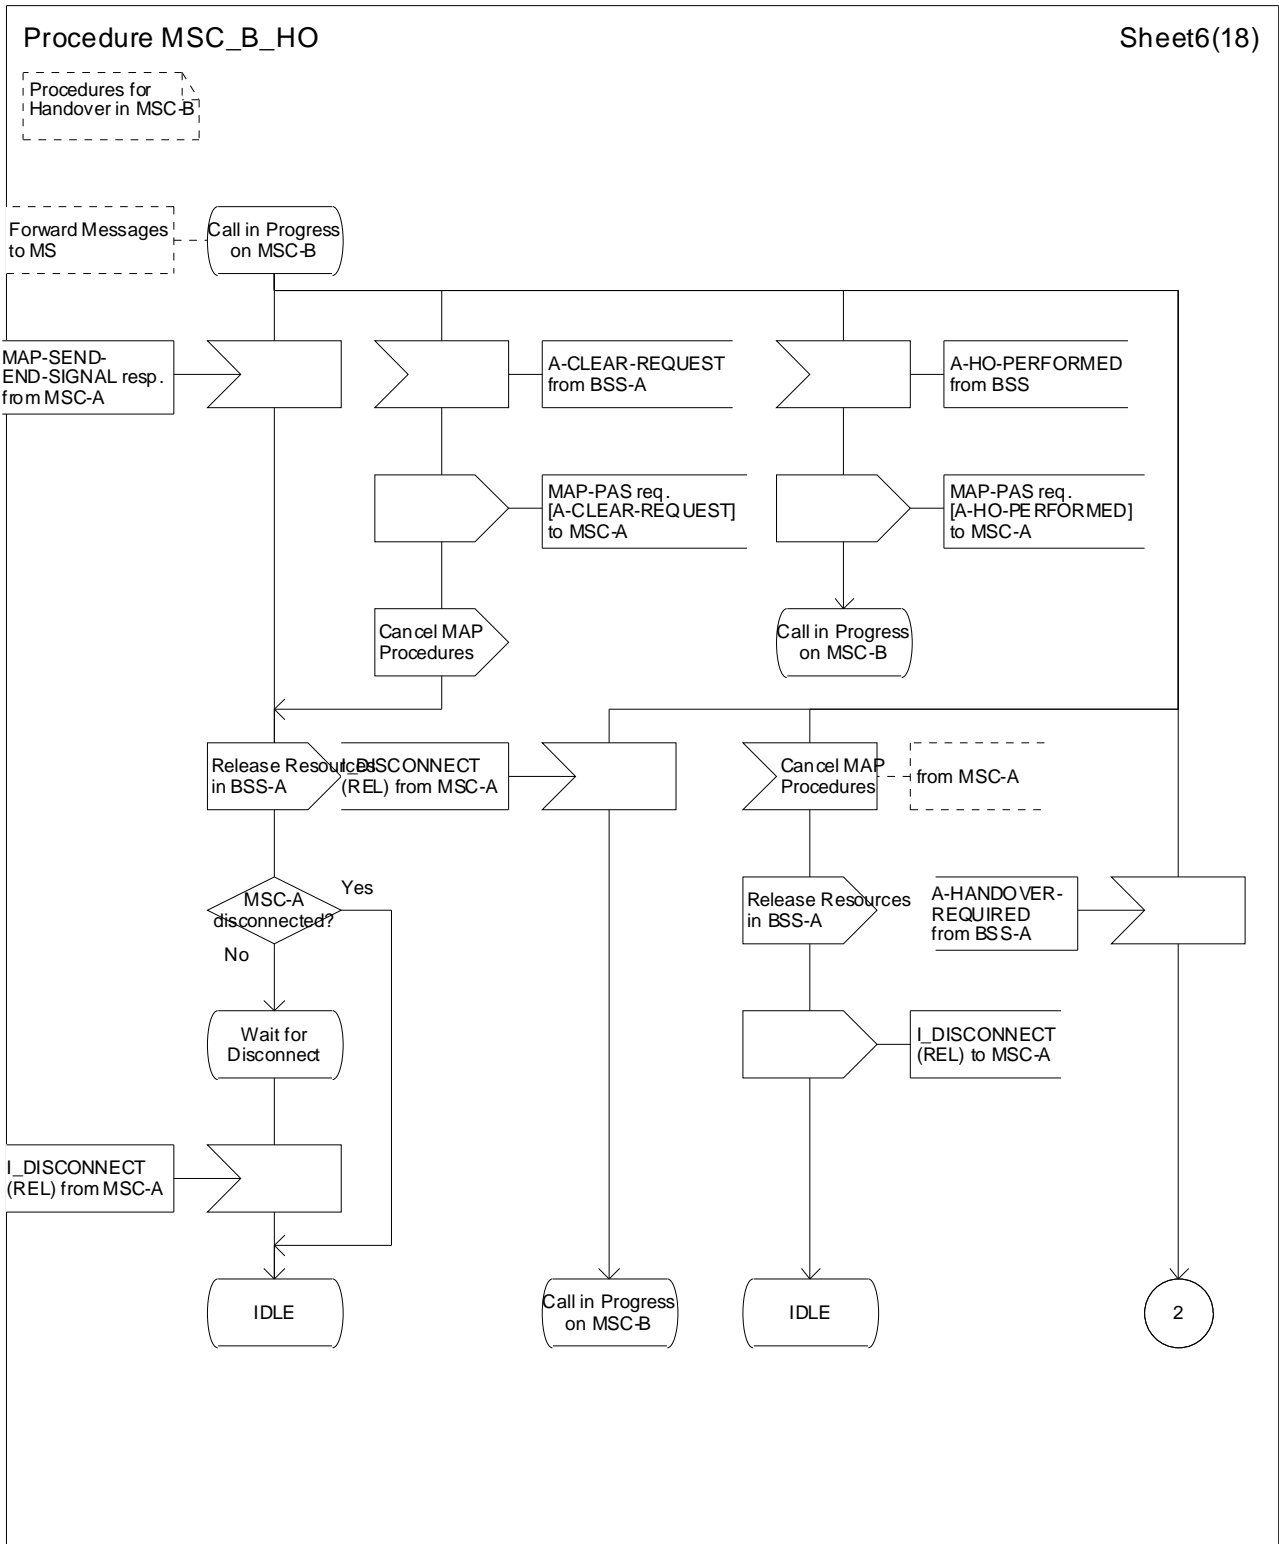 Procedure MSC_B_HO
Sheet6(18)
Procedures for
Handover in MSC-B
Forward Messages
to MS
Call in Progress
on MSC-B
MAP-SEND-
END-SIGNAL resp.
from MSC-A
A-CLEAR-REQUEST
from BSS-A
A-HO-PERFORMED
from BSS
MAP-PAS req.
[A-CLEAR-REQUEST]
to MSC-A
MAP-PAS req.
[A-HO-PERFORMED]
to MSC-A
Cancel MAP
Procedures
Call in Progress
on MSC-B
Release Resources
in BSS-A
I_DISCONNECT
(REL) from MSC-A
Cancel MAP
Procedures
from MSC-A
MSC-A
disconnected?
Yes
No
Release Resources
in BSS-A
A-HANDOVER-
REQUIRED
from BSS-A
Wait for
Disconnect
I_DISCONNECT
(REL) to MSC-A
I_DISCONNECT
(REL) from MSC-A
IDLE
Call in Progress
on MSC-B
IDLE
2